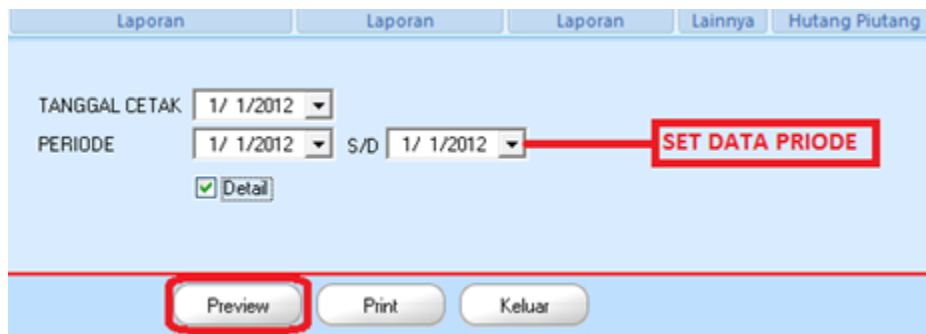 Laporan Laporan Laporan Lainnya Hutang Piutang
TANGGAL CETAK 1/ 1/2012
PERIODE 1/ 1/2012 S/D 1/ 1/2012 SET DATA PRIODE
Detail
Preview Print Keluar